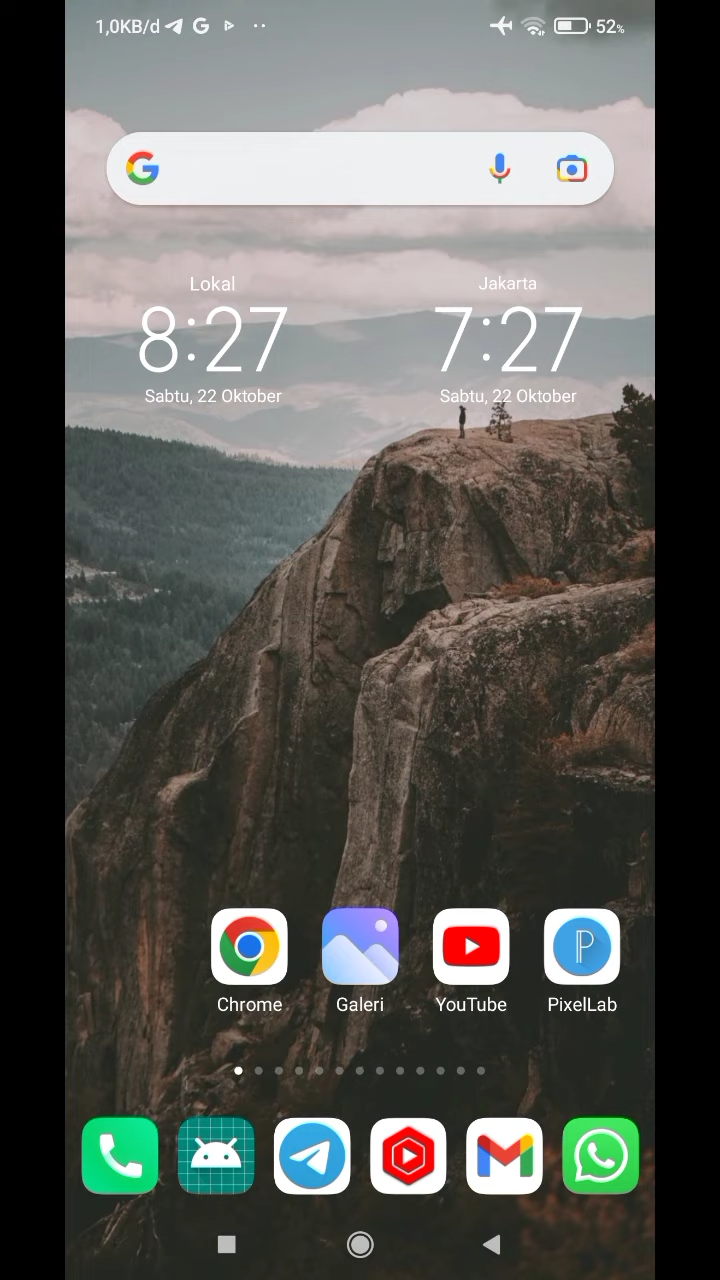 1,0KB/d 52%
Lokal
8:27
Sabtu, 22 Oktober
Jakarta
7:27
Sabtu, 22 Oktober
Chrome Galeri YouTube PixelLab